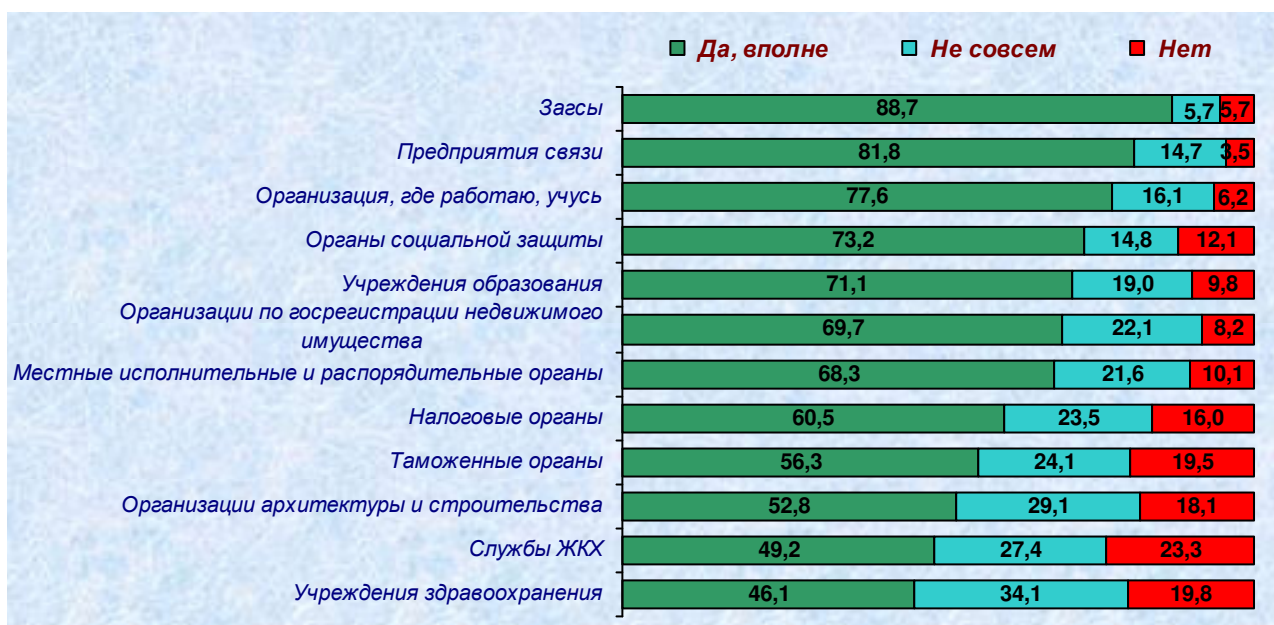 Да, вполне Не совсем Нет
Загсы 88,7 5,7 5,7
Предприятия связи 81,8 14,7 3,5
Организация, где работаю, учусь 77,6 16,1 6,2
Органы социальной защиты 73,2 14,8 12,1
Учреждения образования 71,1 19,0 9,8
Организации по госрегистрации недвижимого
имущества 69,7 22,1 8,2
Местные исполнительные и распорядительные органы 68,3 21,6 10,1
Налоговые органы 60,5 23,5 16,0
Таможенные органы 56,3 24,1 19,5
Организации архитектуры и строительства 52,8 29,1 18,1
Службы ЖКХ 49,2 27,4 23,3
Учреждения здравоохранения 46,1 34,1 19,8